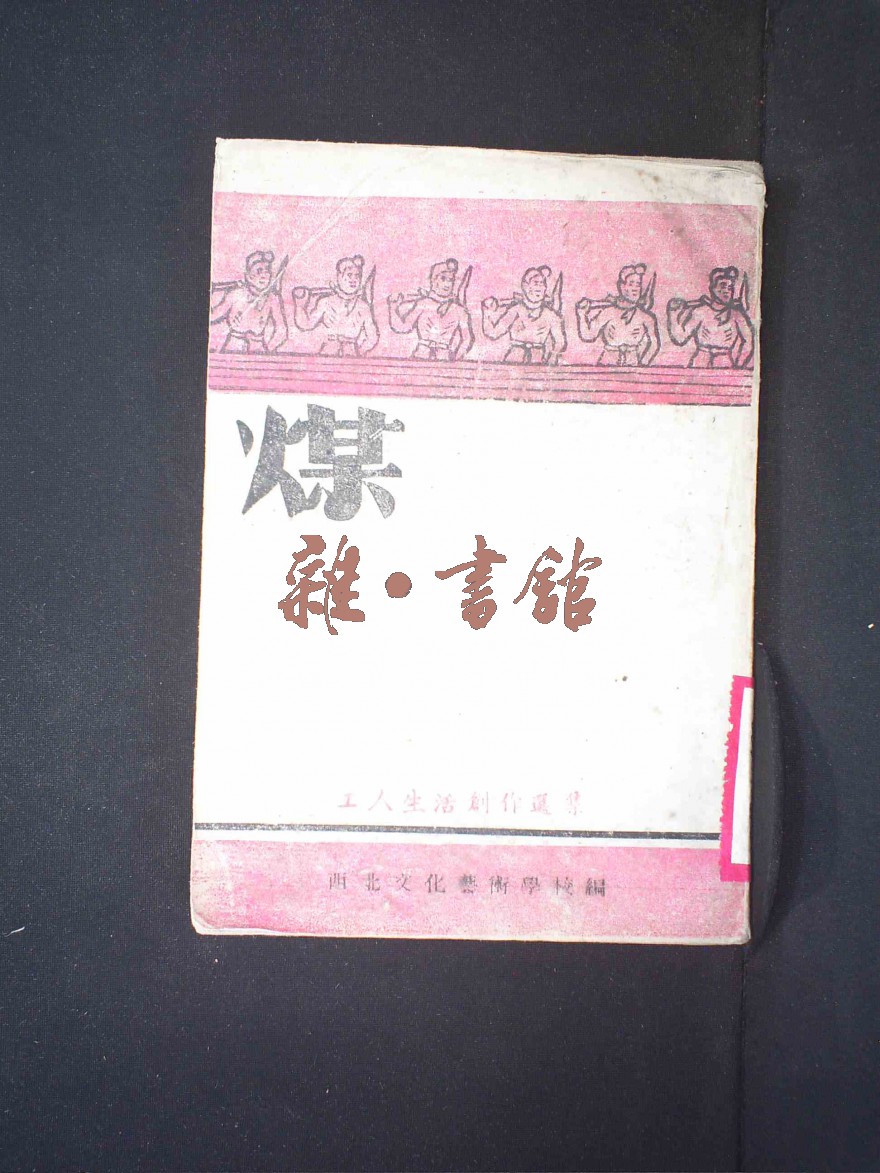 煤
雜·書館
工人生活創作選集
西北文化藝術學校編